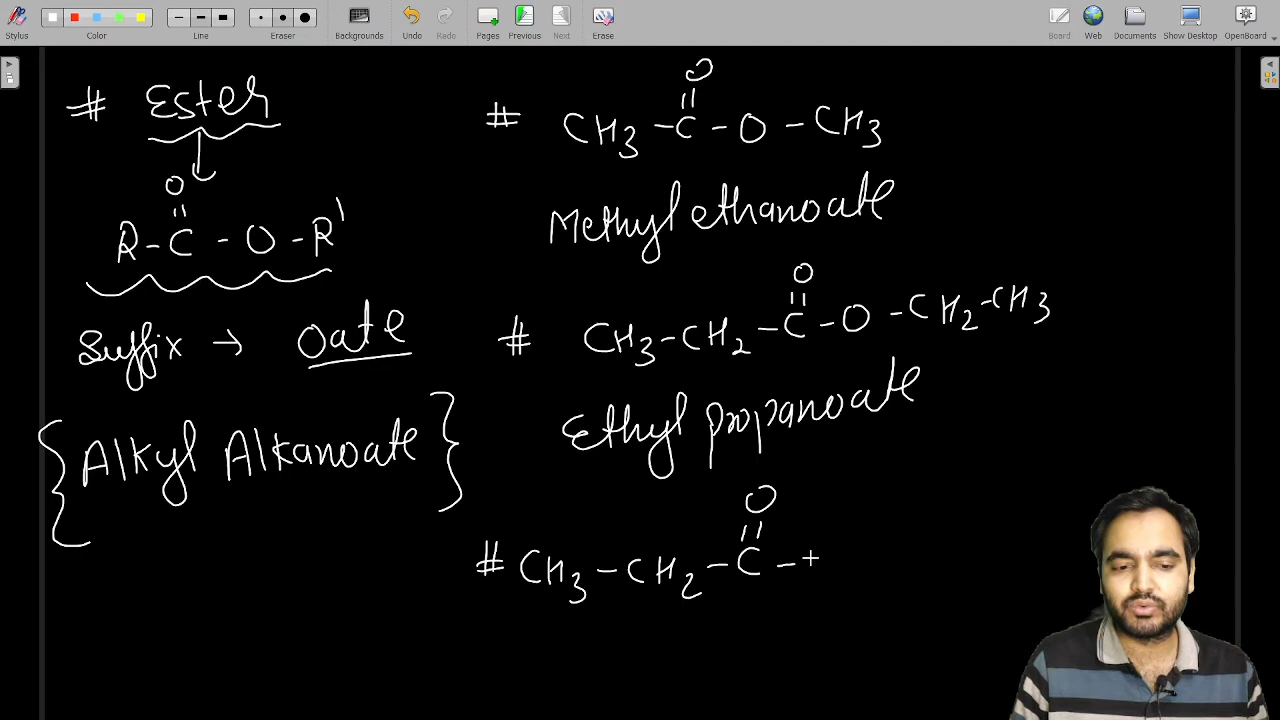 Stylus Color Line Eraser Backgrounds Undo Redo Pages Previous Next Erase Board Web Documents Show Desktop OpenBoard
# Ester
O
||
R-C-O-R'
Suffix → oate
{Alkyl Alkanoate}
# O
||
CH3-C-O-CH3
Methyl ethanoate
O
||
# CH3-CH2-C-O-CH2-CH3
Ethyl propanoate
O
||
# CH3-CH2-C-+